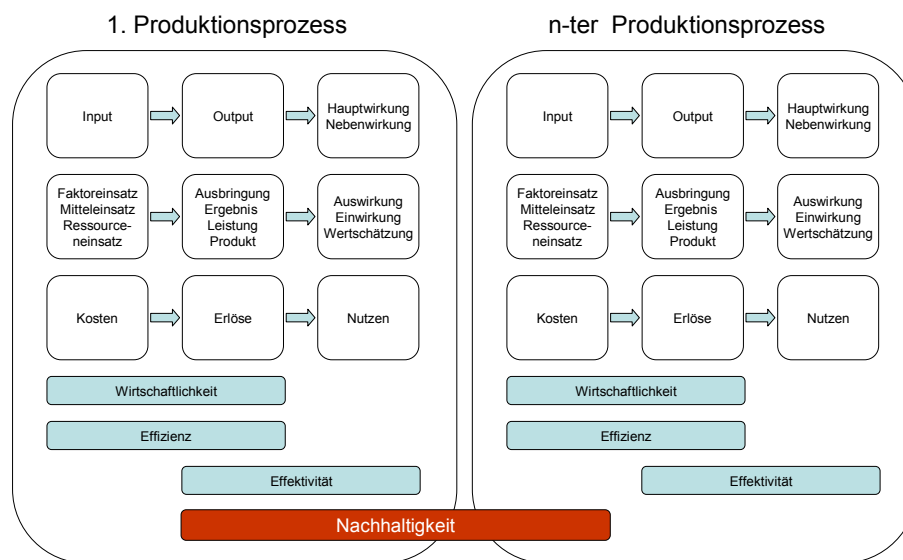 1. Produktionsprozess
n-ter Produktionsprozess
Input
Output
Hauptwirkung
Nebenwirkung
Faktoreinsatz
Mitteleinsatz
Ressource-
neinsatz
Ausbringung
Ergebnis
Leistung
Produkt
Auswirkung
Einwirkung
Wertschätzung
Kosten
Erlöse
Nutzen
Wirtschaftlichkeit
Effizienz
Effektivität
Input
Output
Hauptwirkung
Nebenwirkung
Faktoreinsatz
Mitteleinsatz
Ressource-
neinsatz
Ausbringung
Ergebnis
Leistung
Produkt
Auswirkung
Einwirkung
Wertschätzung
Kosten
Erlöse
Nutzen
Wirtschaftlichkeit
Effizienz
Effektivität
Nachhaltigkeit